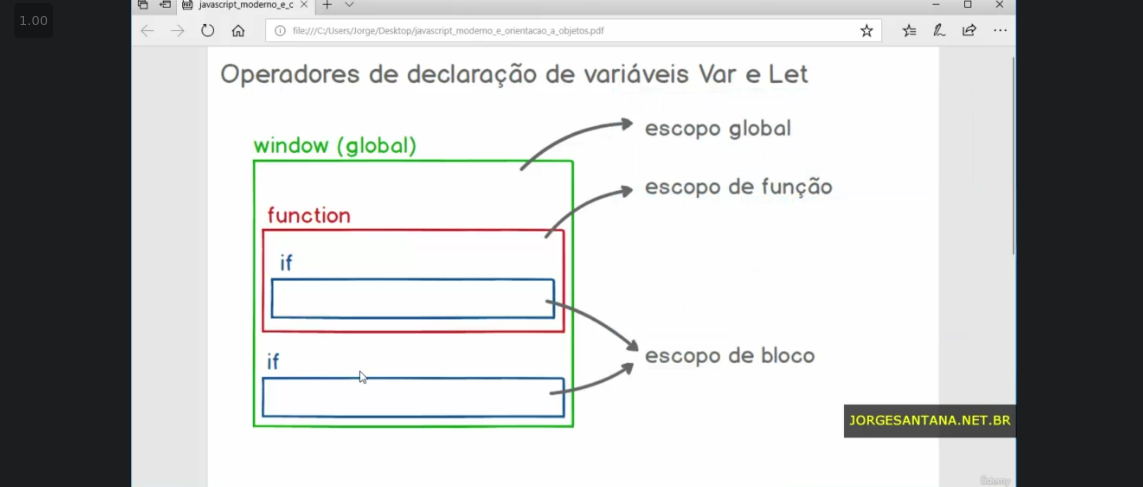 1.00
javascript_moderno_e_c
file:///C:/Users/Jorge/Desktop/javascript_moderno_e_orientacao_a_objetos.pdf
Operadores de declaração de variáveis Var e Let
window (global)
escopo global
escopo de função
function
if
escopo de bloco
if
JORGESANTANA.NET.BR
Udemy